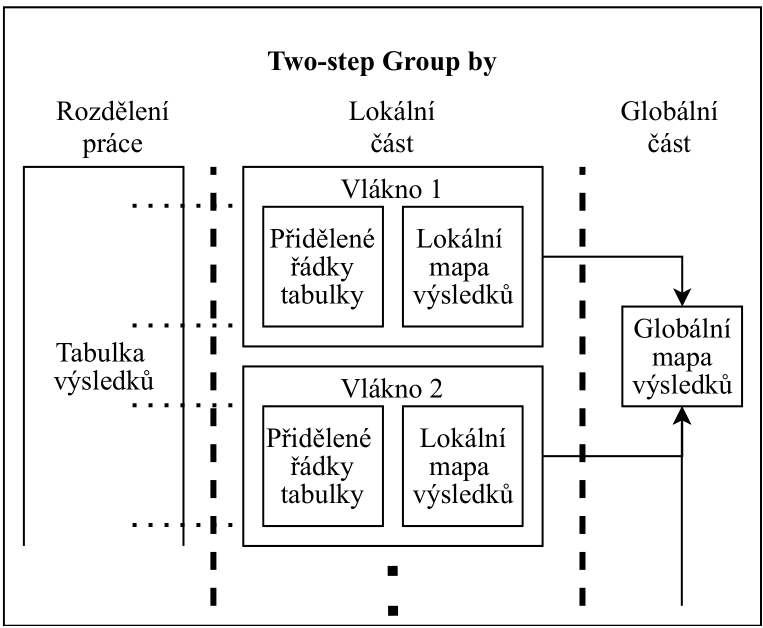 Two-step Group by
Rozdělení
práce
Lokální
část
Globální
část
Tabulka
výsledků
Vlákno 1
Přidělené
řádky
tabulky
Lokální
mapa
výsledků
Vlákno 2
Přidělené
řádky
tabulky
Lokální
mapa
výsledků
Globální
mapa
výsledků